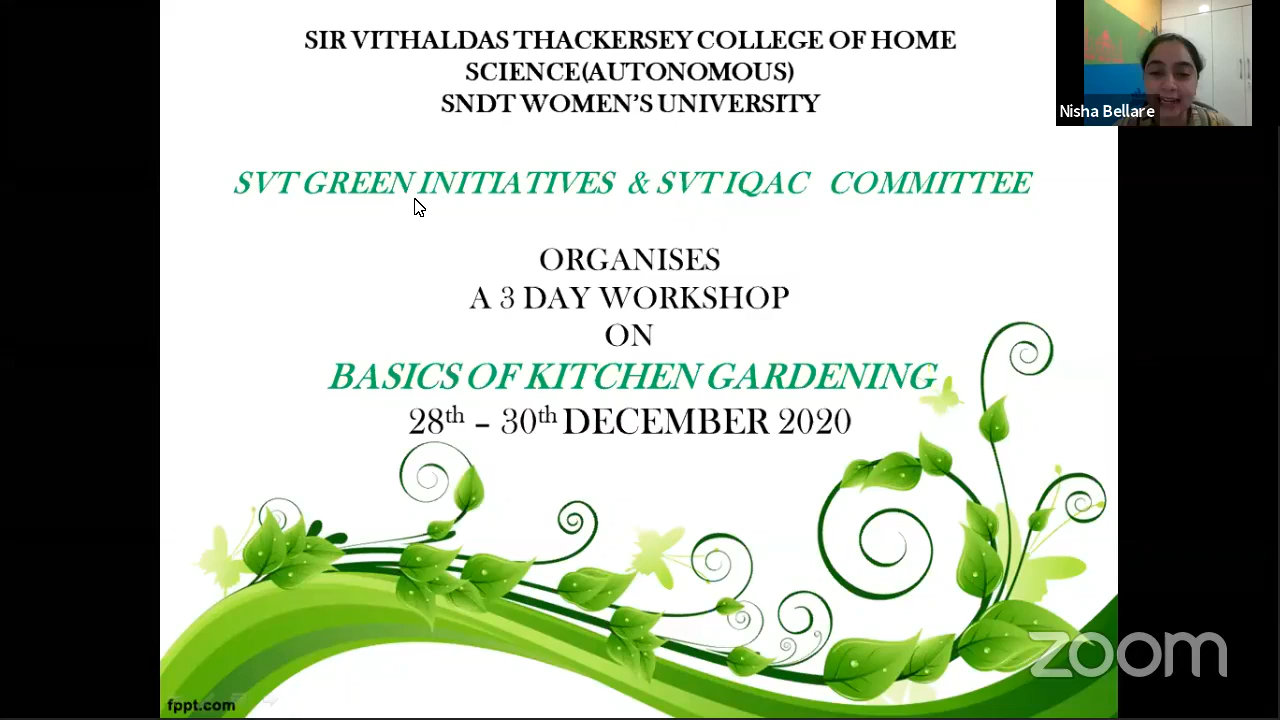 SIR VITHALDAS THACKERSEY COLLEGE OF HOME
SCIENCE(AUTONOMOUS)
SNDT WOMEN'S UNIVERSITY
Nisha Bellare
SVT GREEN INITIATIVES & SVT IQAC COMMITTEE
ORGANISES
A 3 DAY WORKSHOP
ON
BASICS OF KITCHEN GARDENING
28th – 30th DECEMBER 2020
zoom
fppt.com